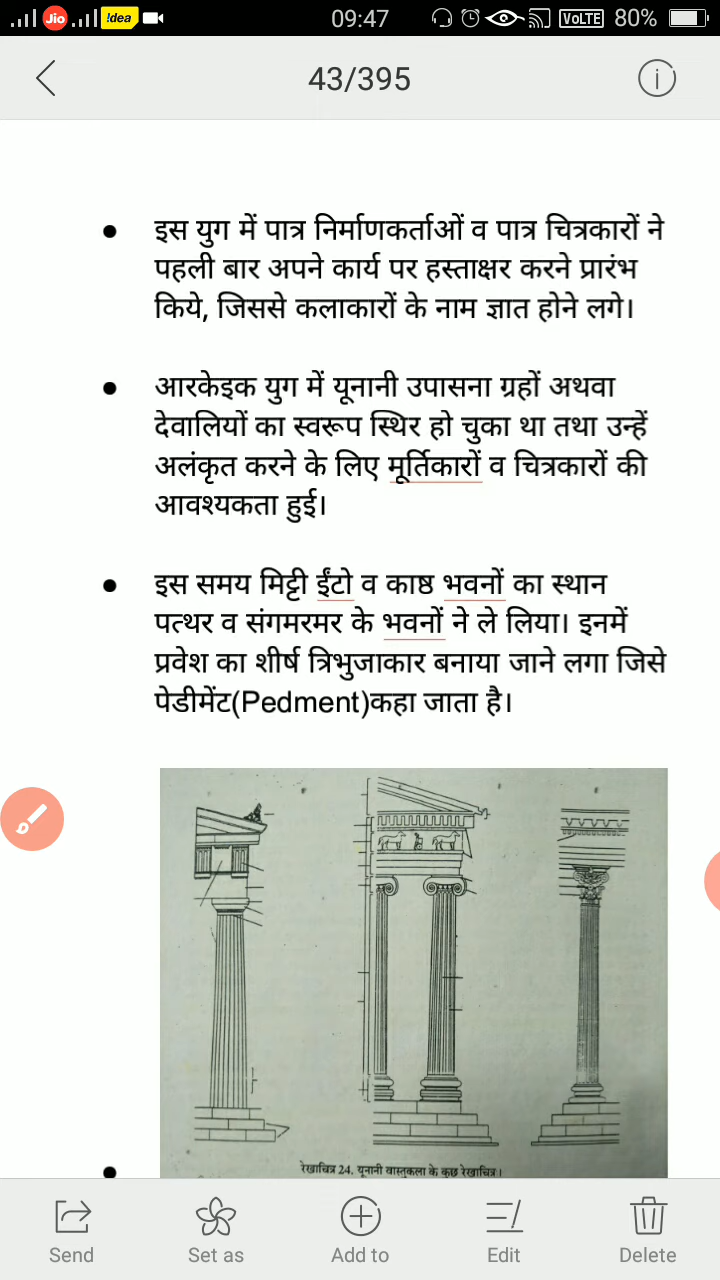 Jio
!dea
09:47
VoLTE
80%
43/395
इस युग में पात्र निर्माणकर्ताओं व पात्र चित्रकारों ने
पहली बार अपने कार्य पर हस्ताक्षर करने प्रारंभ
किये, जिससे कलाकारों के नाम ज्ञात होने लगे।
आरकेइक युग में यूनानी उपासना ग्रहों अथवा
देवालियों का स्वरूप स्थिर हो चुका था तथा उन्हें
अलंकृत करने के लिए मूर्तिकारों व चित्रकारों की
आवश्यकता हुई।
इस समय मिट्टी ईंटो व काष्ठ भवनों का स्थान
पत्थर व संगमरमर के भवनों ने ले लिया। इनमें
प्रवेश का शीर्ष त्रिभुजाकार बनाया जाने लगा जिसे
पेडीमेंट(Pedment)कहा जाता है।
रेखाचित्र 24. यूनानी वास्तुकला के कुछ रेखाचित्र।
Send
Set as
Add to
Edit
Delete